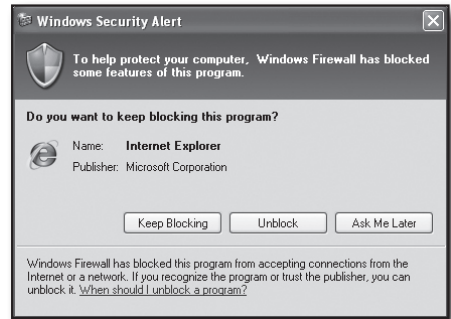 Windows Security Alert
To help protect your computer, Windows Firewall has blocked
some features of this program.
Do you want to keep blocking this program?
Name: Internet Explorer
Publisher: Microsoft Corporation
Keep Blocking Unblock Ask Me Later
Windows Firewall has blocked this program from accepting connections from the
Internet or a network. If you recognize the program or trust the publisher, you can
unblock it. When should I unblock a program?